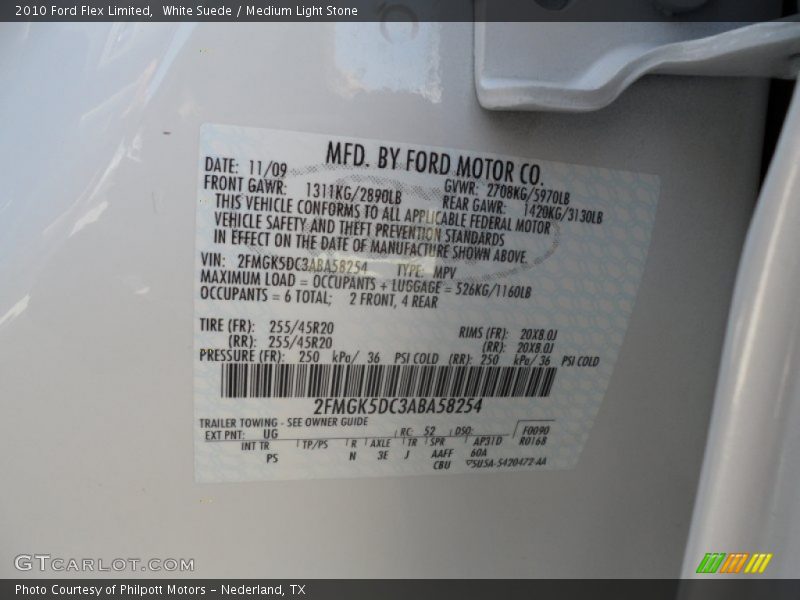 2010 Ford Flex Limited, White Suede / Medium Light Stone
MFD. BY FORD MOTOR CO.
DATE: 11/09 GVWR: 2708KG/5970LB
FRONT GAWR: 1311KG/2890LB REAR GAWR: 1420KG/3130LB
THIS VEHICLE CONFORMS TO ALL APPLICABLE FEDERAL MOTOR
VEHICLE SAFETY AND THEFT PREVENTION STANDARDS
IN EFFECT ON THE DATE OF MANUFACTURE SHOWN ABOVE.
VIN: 2FMGK5DC3ABA58254 TYPE: MPV
MAXIMUM LOAD = OCCUPANTS + LUGGAGE = 526KG/1160LB
OCCUPANTS = 6 TOTAL; 2 FRONT, 4 REAR
TIRE (FR): 255/45R20 RIMS (FR): 20X8.0J
(RR): 255/45R20 (RR): 20X8.0J
PRESSURE (FR): 250 kPa/ 36 PSI COLD (RR): 250 kPa/ 36 PSI COLD
2FMGK5DC3ABA58254
TRAILER TOWING - SEE OWNER GUIDE
EXT PNT: UG RC: 52 DSO: F0090
INT TR TP/PS R AXLE TR SPR AP31D R0168
PS N 3E J AAFF 60A
CBU 5U5A-5420472-AA
GTCARLOT.COM
Photo Courtesy of Philpott Motors - Nederland, TX